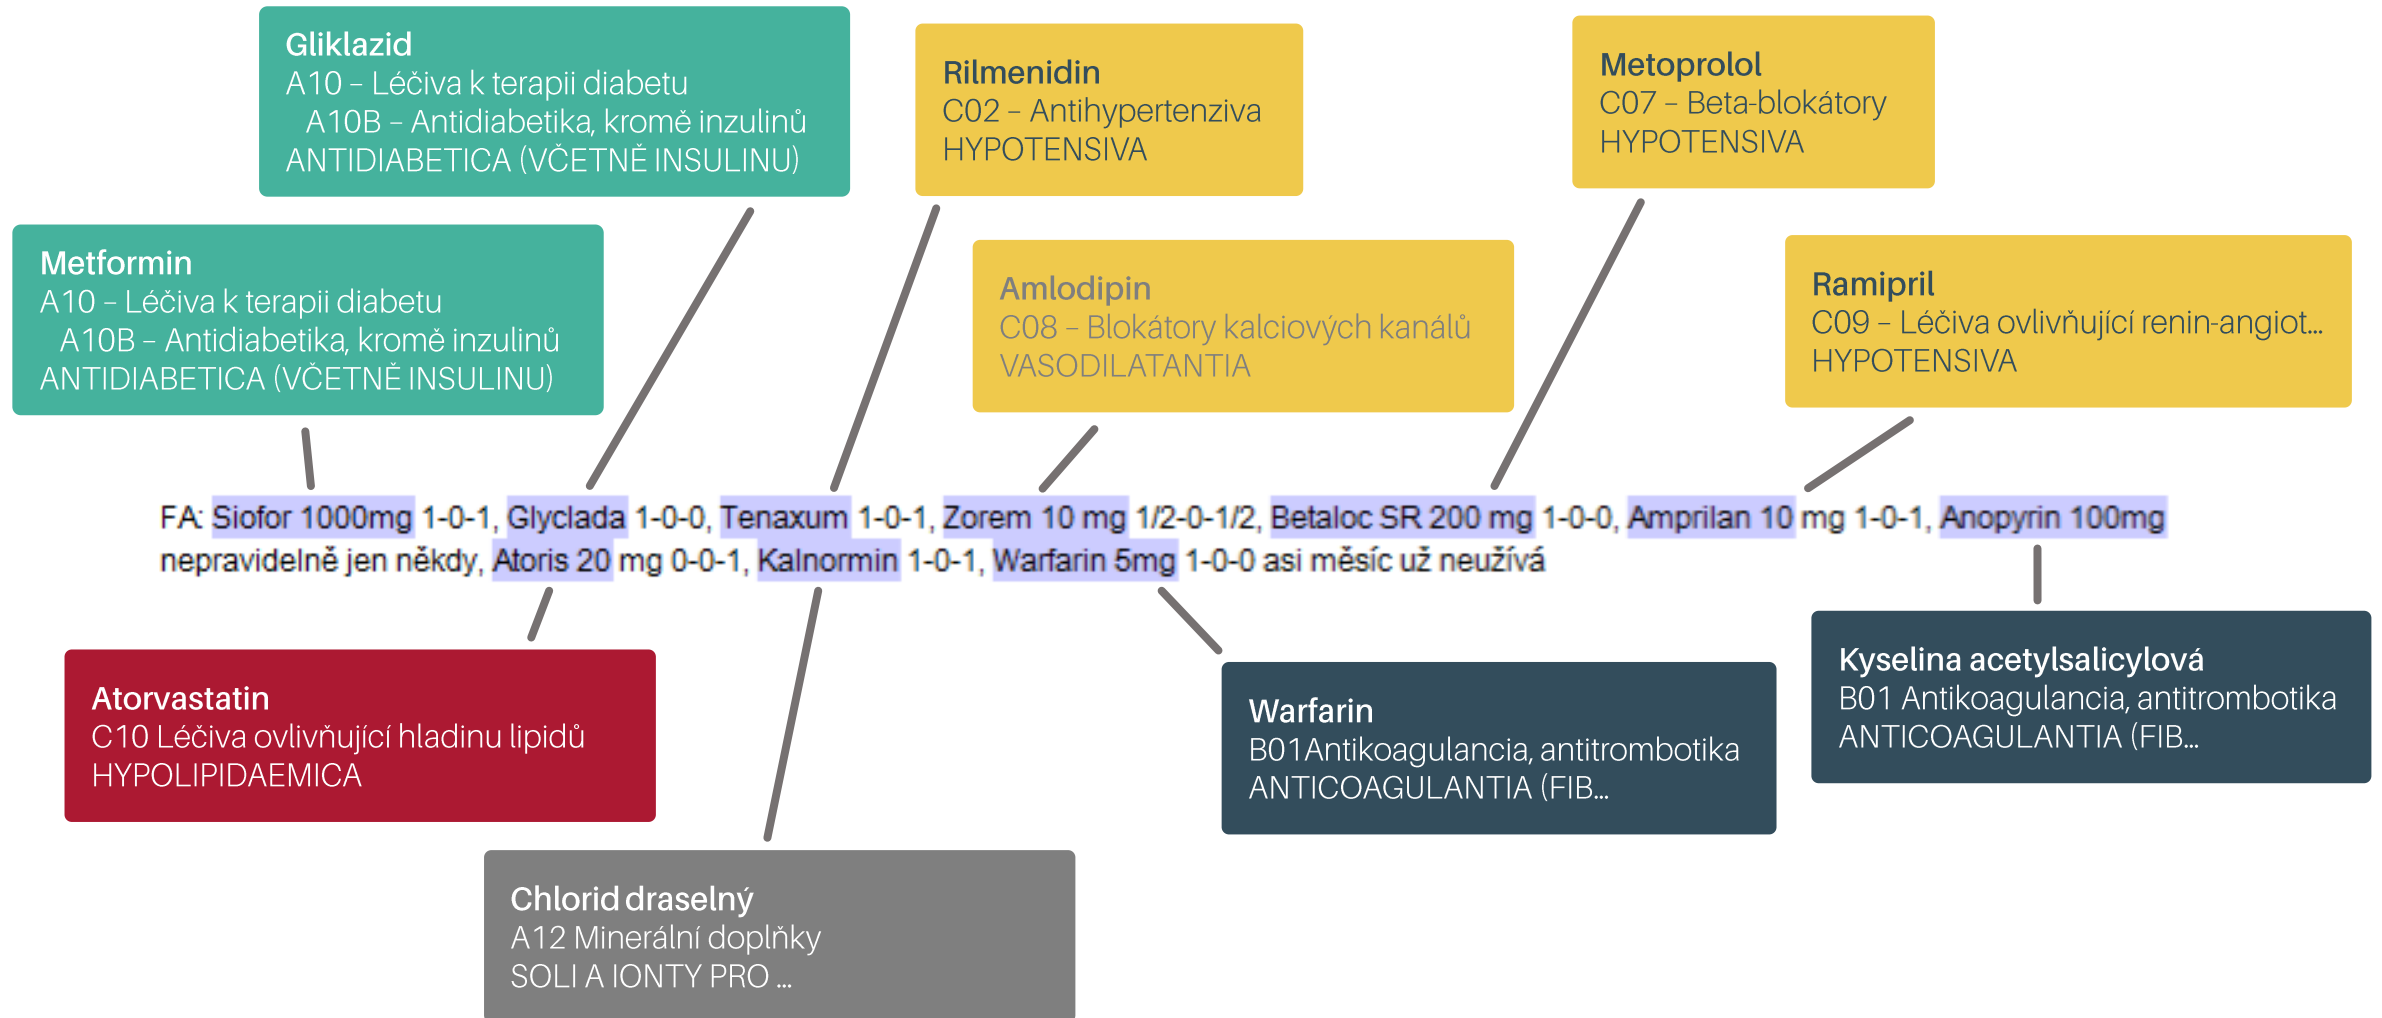 Gliklazid
A10 – Léčiva k terapii diabetu
A10B – Antidiabetika, kromě inzulinů
ANTIDIABETICA (VČETNĚ INSULINU)
Rilmenidin
C02 – Antihypertenziva
HYPOTENSIVA
Metoprolol
C07 – Beta-blokátory
HYPOTENSIVA
Metformin
A10 – Léčiva k terapii diabetu
A10B – Antidiabetika, kromě inzulinů
ANTIDIABETICA (VČETNĚ INSULINU)
Amlodipin
C08 – Blokátory kalciových kanálů
VASODILATANTIA
Ramipril
C09 – Léčiva ovlivňující renin-angiot...
HYPOTENSIVA
FA: Siofor 1000mg 1-0-1, Glyclada 1-0-0, Tenaxum 1-0-1, Zorem 10 mg 1/2-0-1/2, Betaloc SR 200 mg 1-0-0, Amprilan 10 mg 1-0-1, Anopyrin 100mg
nepravidelně jen někdy, Atoris 20 mg 0-0-1, Kalnormin 1-0-1, Warfarin 5mg 1-0-0 asi měsíc už neužívá
Atorvastatin
C10 Léčiva ovlivňující hladinu lipidů
HYPOLIPIDAEMICA
Warfarin
B01Antikoagulancia, antitrombotika
ANTICOAGULANTIA (FIB...
Kyselina acetylsalicylová
B01 Antikoagulancia, antitrombotika
ANTICOAGULANTIA (FIB...
Chlorid draselný
A12 Minerální doplňky
SOLI A IONTY PRO ...